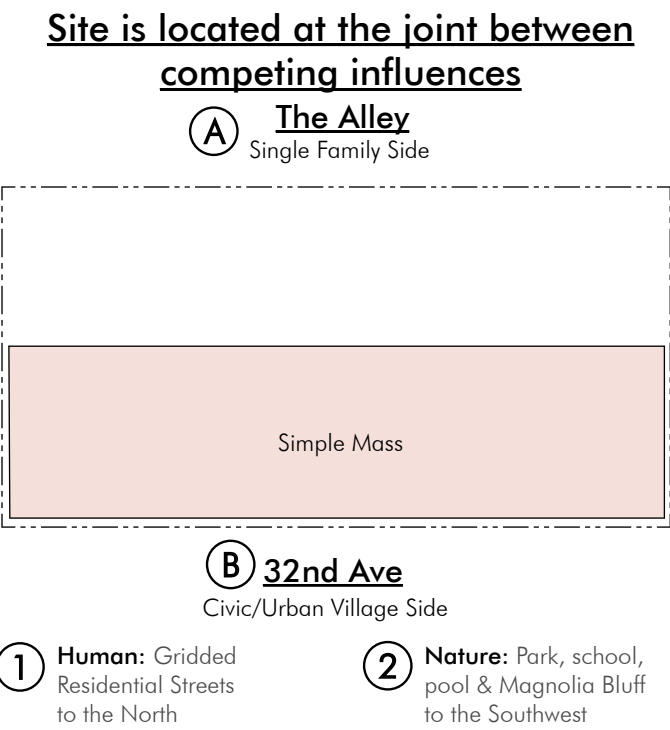 Site is located at the joint between
competing influences
A The Alley
Single Family Side
Simple Mass
B 32nd Ave
Civic/Urban Village Side
1 Human: Gridded
Residential Streets
to the North
2 Nature: Park, school,
pool & Magnolia Bluff
to the Southwest